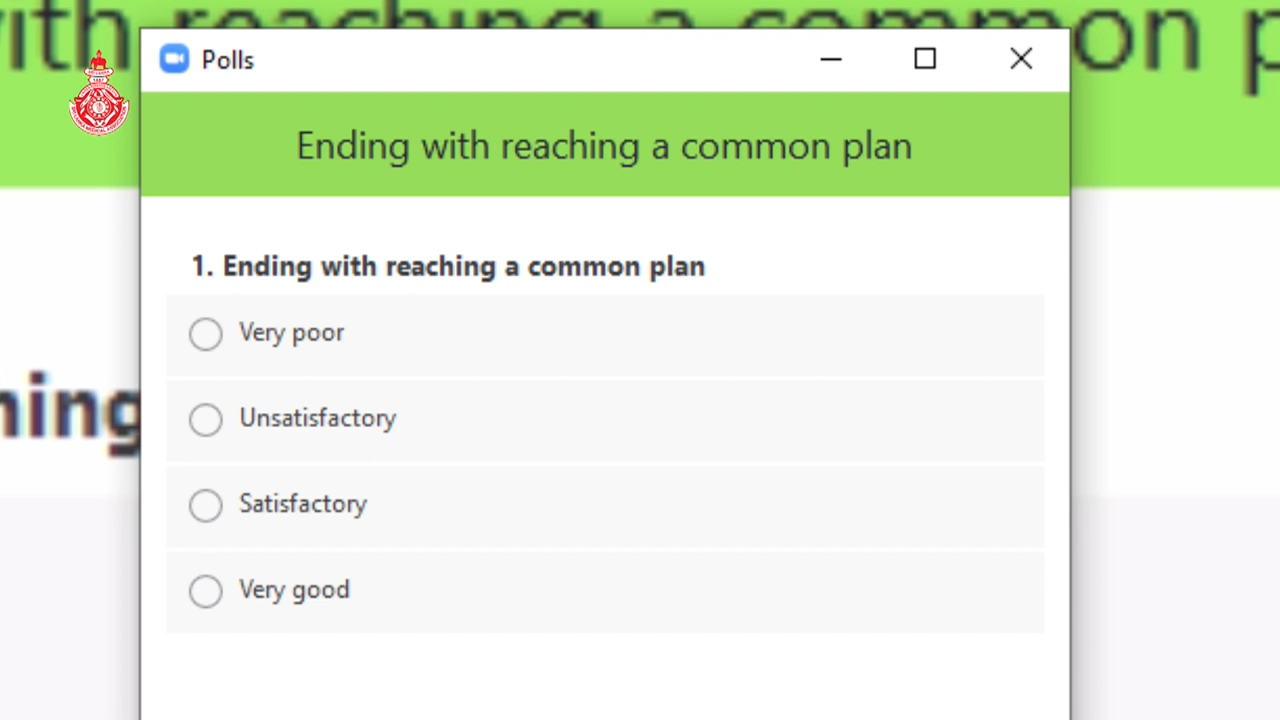 Polls
Ending with reaching a common plan
1. Ending with reaching a common plan
Very poor
Unsatisfactory
Satisfactory
Very good